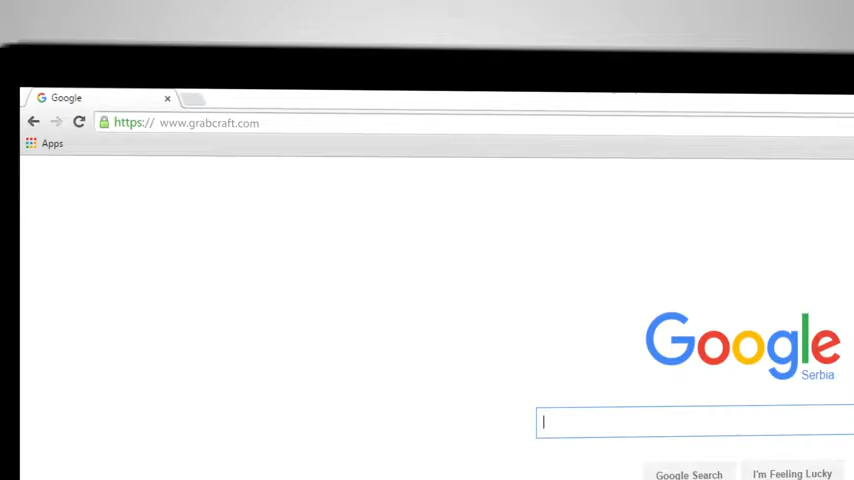 Google
https:// www.grabcraft.com
Apps
Google
Serbia
Google Search
I'm Feeling Lucky